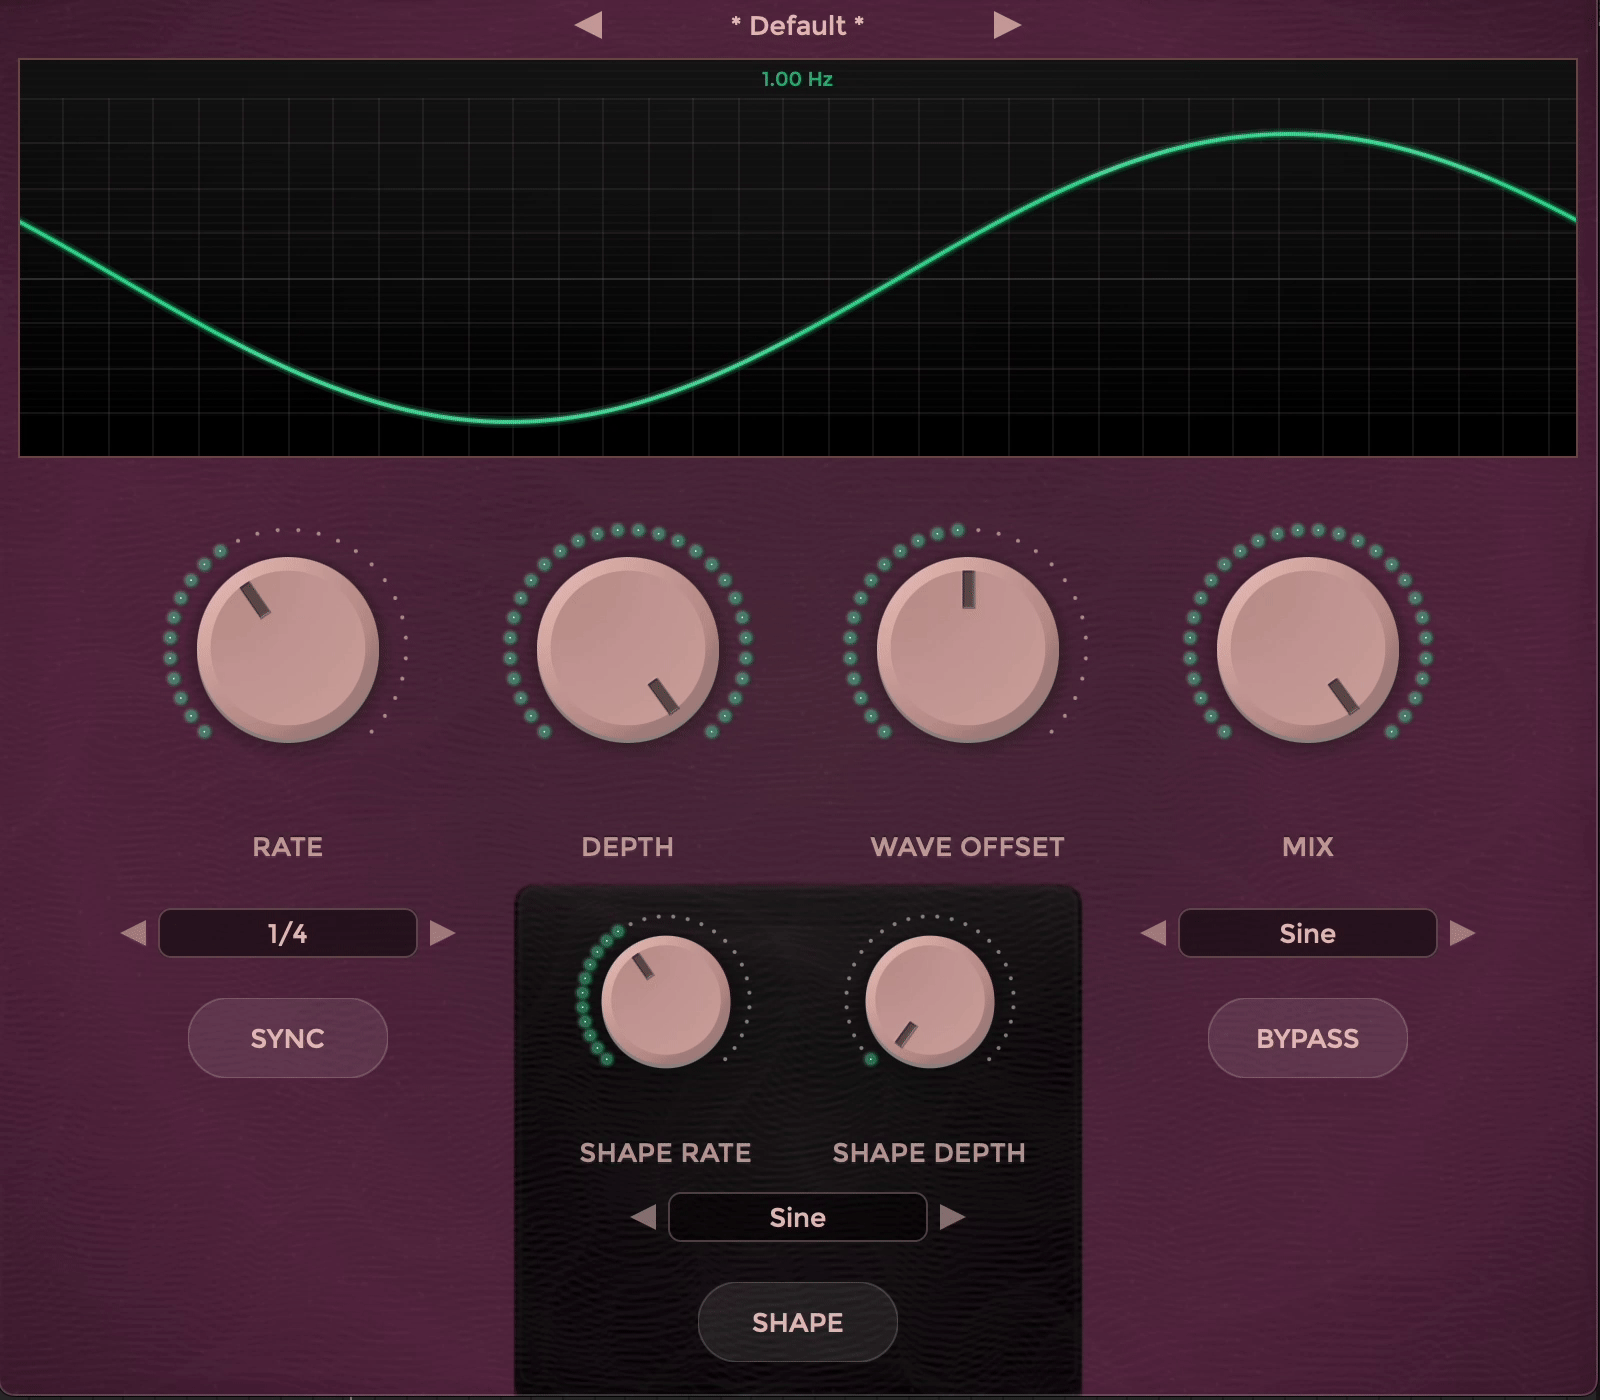 * Default *
1.00 Hz
RATE
DEPTH
WAVE OFFSET
MIX
1/4
Sine
SYNC
BYPASS
SHAPE RATE
SHAPE DEPTH
Sine
SHAPE